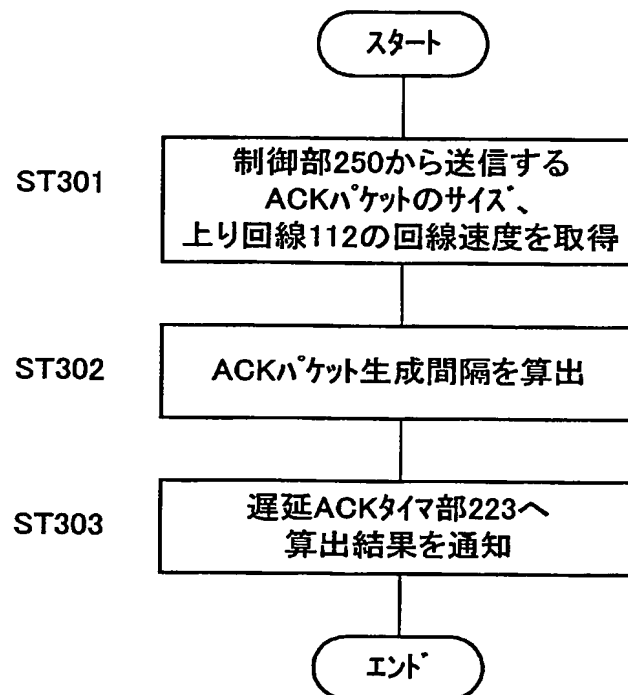 スタート
ST301
制御部250から送信する
ACKパケットのサイズ、
上り回線112の回線速度を取得
ST302
ACKパケット生成間隔を算出
ST303
遅延ACKタイマ部223へ
算出結果を通知
エンド